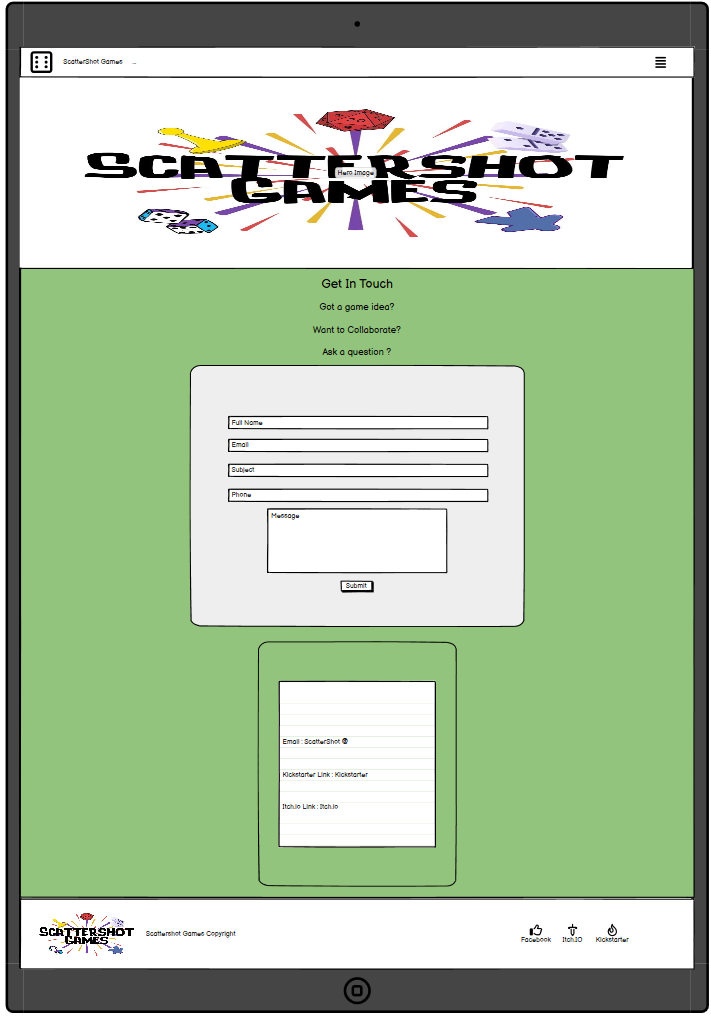 ScatterShot Games ...
SCATTERSHOT
GAMES
Hero Image
Get In Touch
Got a game idea?
Want to Collaborate?
Ask a question ?
Full Name
Email
Subject
Phone
Message
Submit
Email : ScatterShot @
Kickstarter Link : Kickstarter
Itch.io Link : Itch.io
SCATTERSHOT
GAMES
Scattershot Games Copyright
Facebook Itch.IO Kickstarter